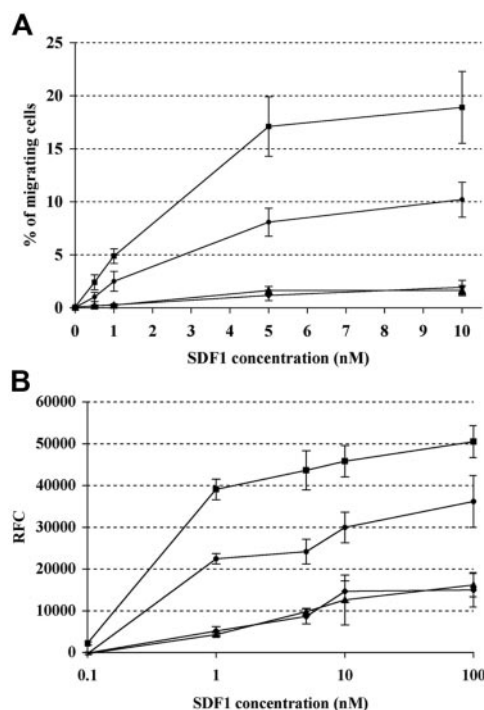 A
25
20
15
10
5
0
% of migrating cells
0 1 2 3 4 5 6 7 8 9 10
SDF1 concentration (nM)
B
60000
50000
40000
30000
20000
10000
0
RFC
0.1 1 10 100
SDF1 concentration (nM)